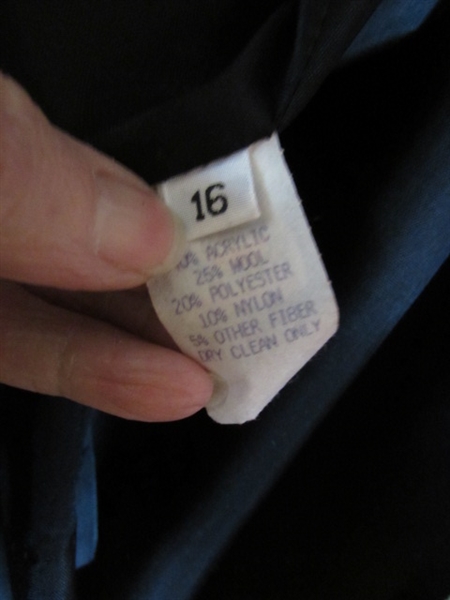 16
ACRYLIC
25% WOOL
20% POLYESTER
10% NYLON
5% OTHER FIBER
DRY CLEAN ONLY